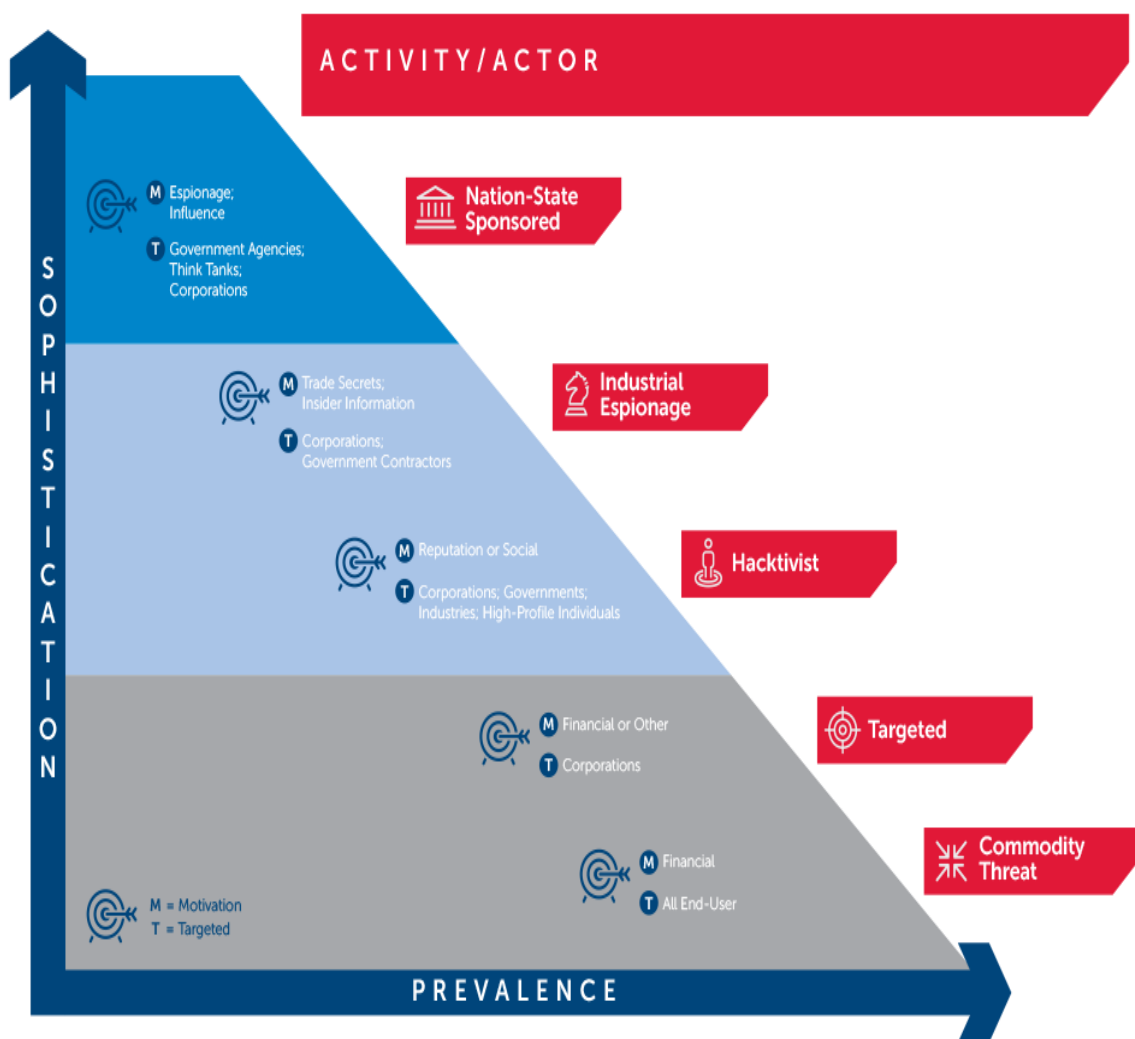 ACTIVITY/ACTOR
SOPHISTICATION
M Espionage;
Influence
T Government Agencies;
Think Tanks;
Corporations
Nation-State
Sponsored
M Trade Secrets;
Insider Information
T Corporations;
Government Contractors
Industrial
Espionage
M Reputation or Social
T Corporations; Governments;
Industries; High-Profile Individuals
Hacktivist
M Financial or Other
T Corporations
Targeted
M Financial
T All End-User
Commodity
Threat
M = Motivation
T = Targeted
PREVALENCE